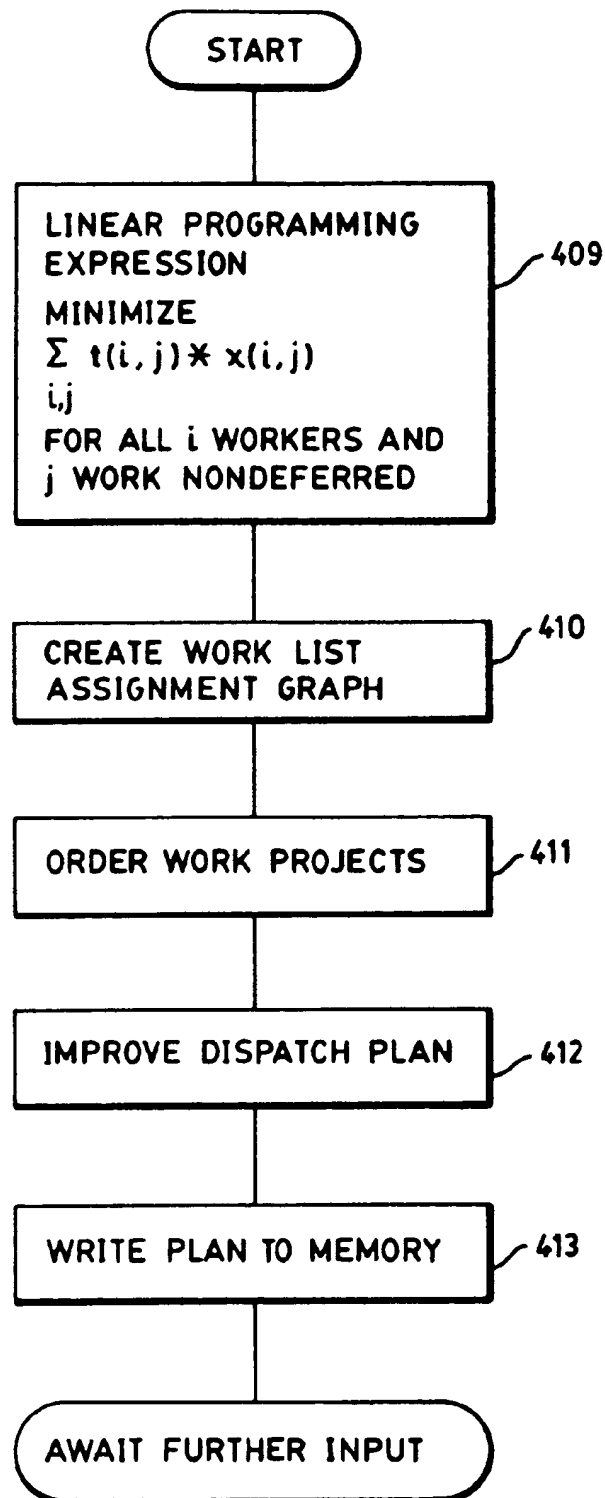 START
LINEAR PROGRAMMING
EXPRESSION
409
MINIMIZE
Σ t(i,j)* x(i,j)
i,j
FOR ALL i WORKERS AND
j WORK NONDEFERRED
410
CREATE WORK LIST
ASSIGNMENT GRAPH
ORDER WORK PROJECTS
411
IMPROVE DISPATCH PLAN
412
WRITE PLAN TO MEMORY
413
AWAIT FURTHER INPUT